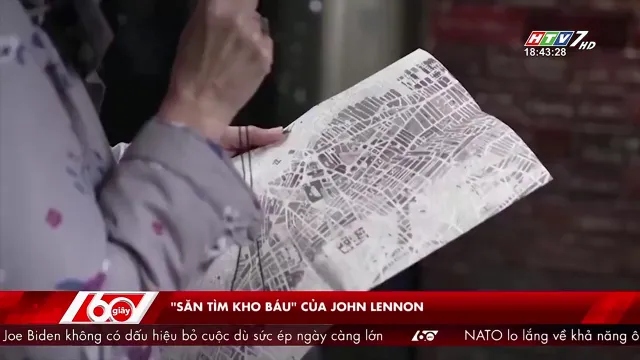 HTV7 HD
18:43:28
60 giây
"SĂN TÌM KHO BÁU" CỦA JOHN LENNON
Joe Biden không có dấu hiệu bỏ cuộc dù sức ép ngày càng lớn 60 NATO lo lắng về khả năng ô